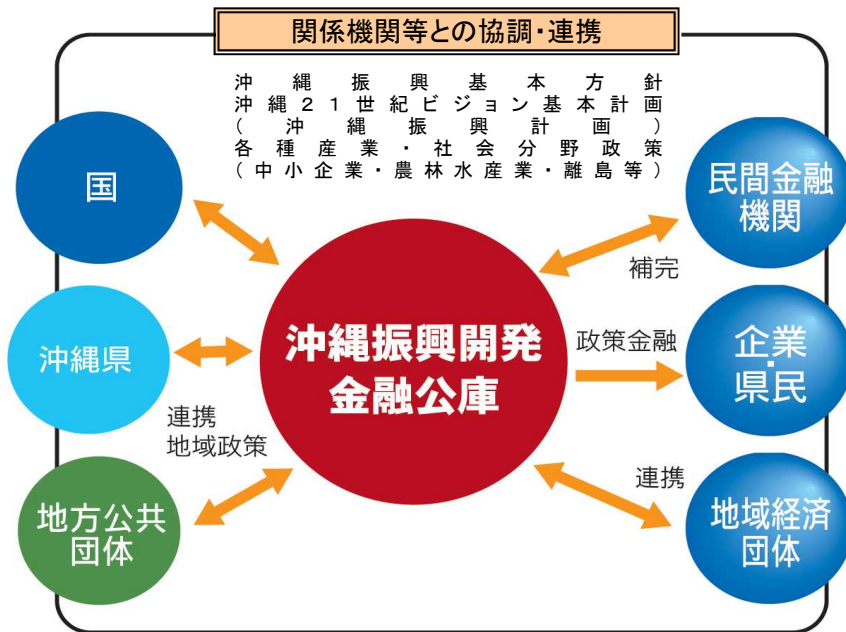 関係機関等との協調・連携
沖縄振興基本方針
沖縄21世紀ビジョン基本計画
(沖縄振興計画)
各種産業・社会分野政策
(中小企業・農林水産業・離島等)
国
民間金融
機関
補完
沖縄県
沖縄振興開発
金融公庫
政策金融
企業・
県民
連携
地域政策
地方公共
団体
連携
地域経済
団体